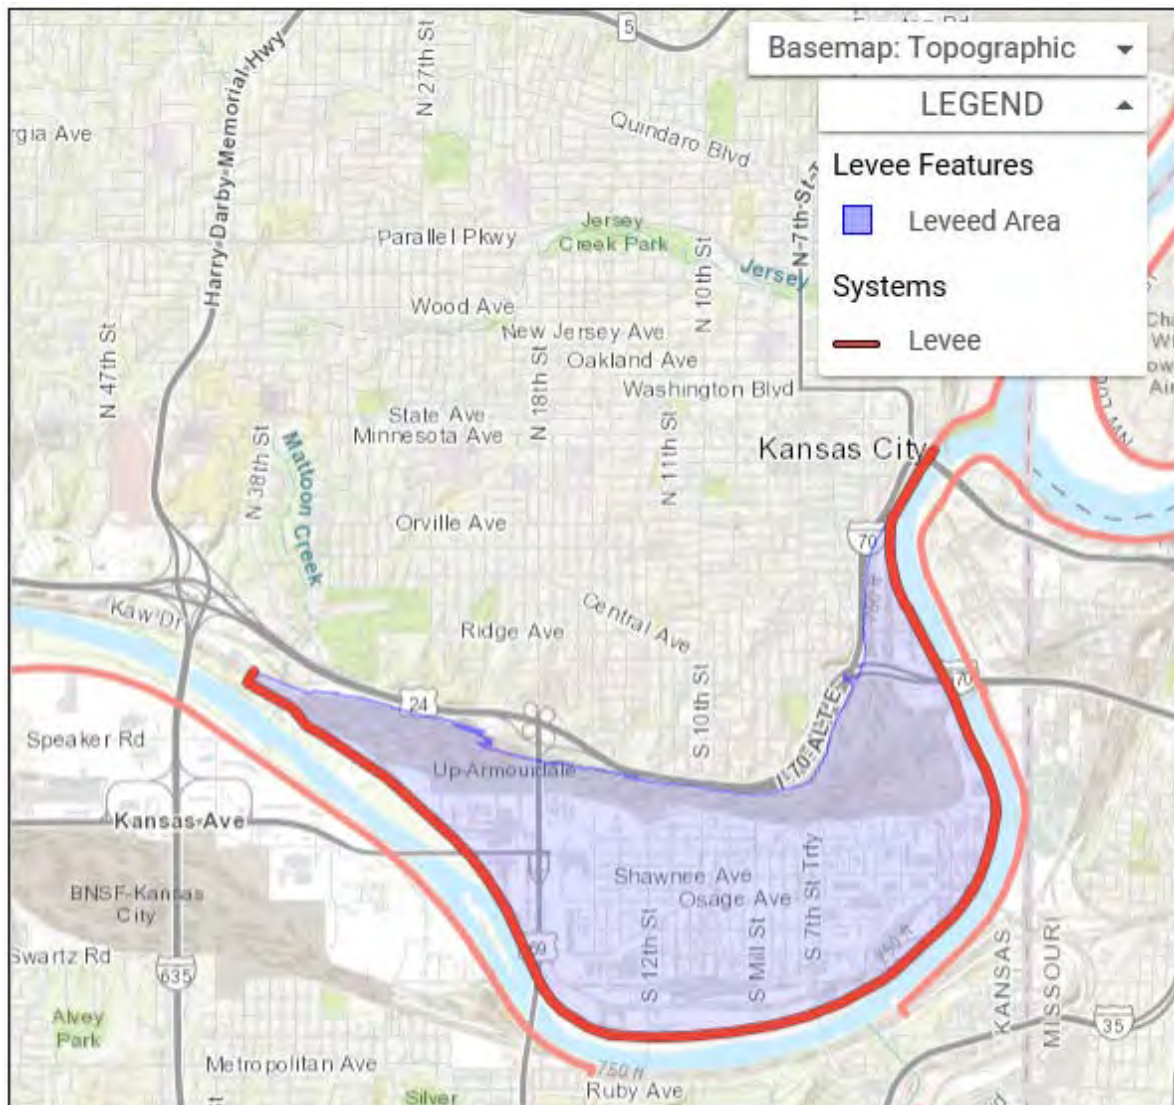 5
Basemap: Topographic
LEGEND
Levee Features
Leveed Area
Systems
Levee
Harry-Darby-Memorial-Hwy
N 27th St
Quindaro Blvd
rgia Ave
Parallel Pkwy
Jersey
Creek Park
N 10th St
Jersey
N-7th-St-T
Wood Ave
New Jersey Ave
Oakland Ave
Washington Blvd
N 47th St
N 18th St
State Ave
Minnesota Ave
N 11th St
Kansas City
N 38th St
Mattoon
Creek
Orville Ave
70
Kaw Dr
Central Ave
Ridge Ave
S 10th St
70
24
I-70-ALTE
Speaker Rd
Up-Armourdale
Kansas-Ave
Shawnee Ave
Osage Ave
S 7th St Trfy
BNSF-Kansas
City
S 12th St
S Mill St
69
Swartz Rd
635
KANSAS
MISSOURI
35
Alvey
Park
Metropolitan Ave
750 ft
Ruby Ave
Silver